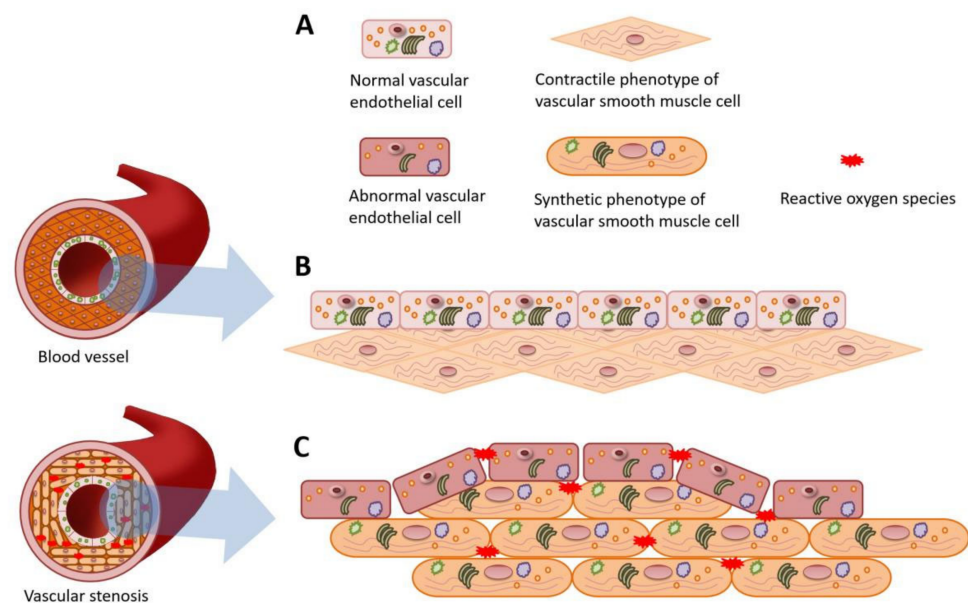 A
Normal vascular
endothelial cell
Contractile phenotype of
vascular smooth muscle cell
Abnormal vascular
endothelial cell
Synthetic phenotype of
vascular smooth muscle cell
Reactive oxygen species
B
Blood vessel
C
Vascular stenosis